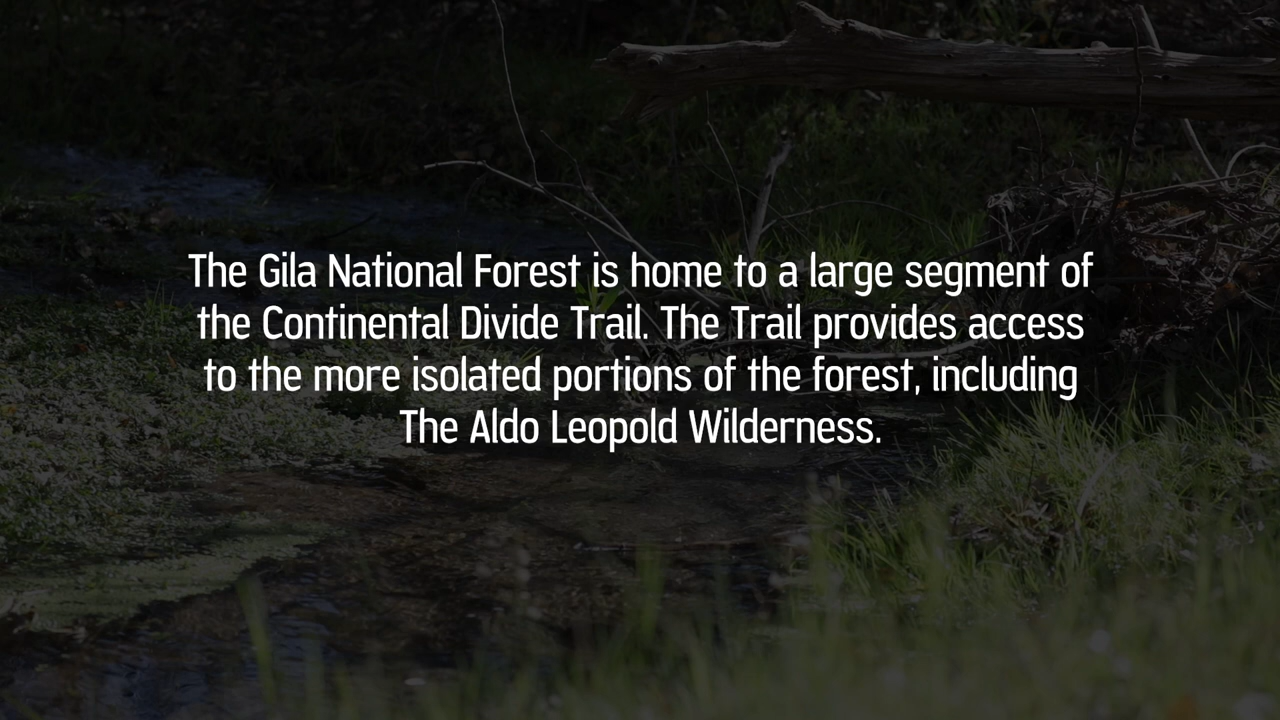 The Gila National Forest is home to a large segment of
the Continental Divide Trail. The Trail provides access
to the more isolated portions of the forest, including
The Aldo Leopold Wilderness.